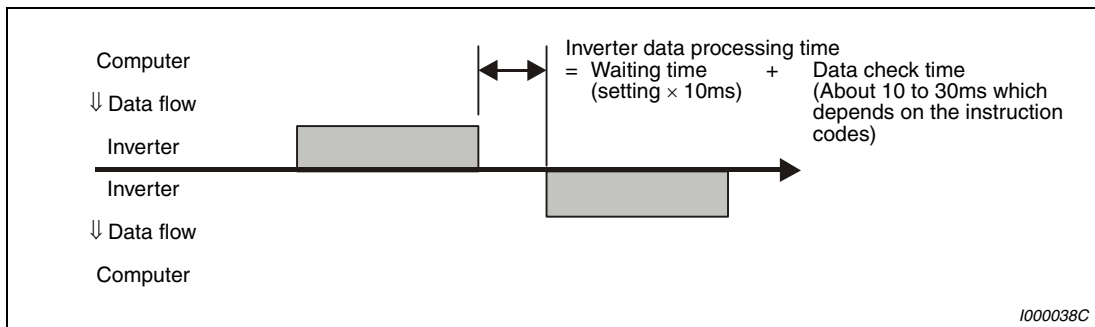 Computer
⇓ Data flow
Inverter
Inverter
⇓ Data flow
Computer
Inverter data processing time
= Waiting time + Data check time
(setting × 10ms) (About 10 to 30ms which
depends on the instruction
codes)
I000038C